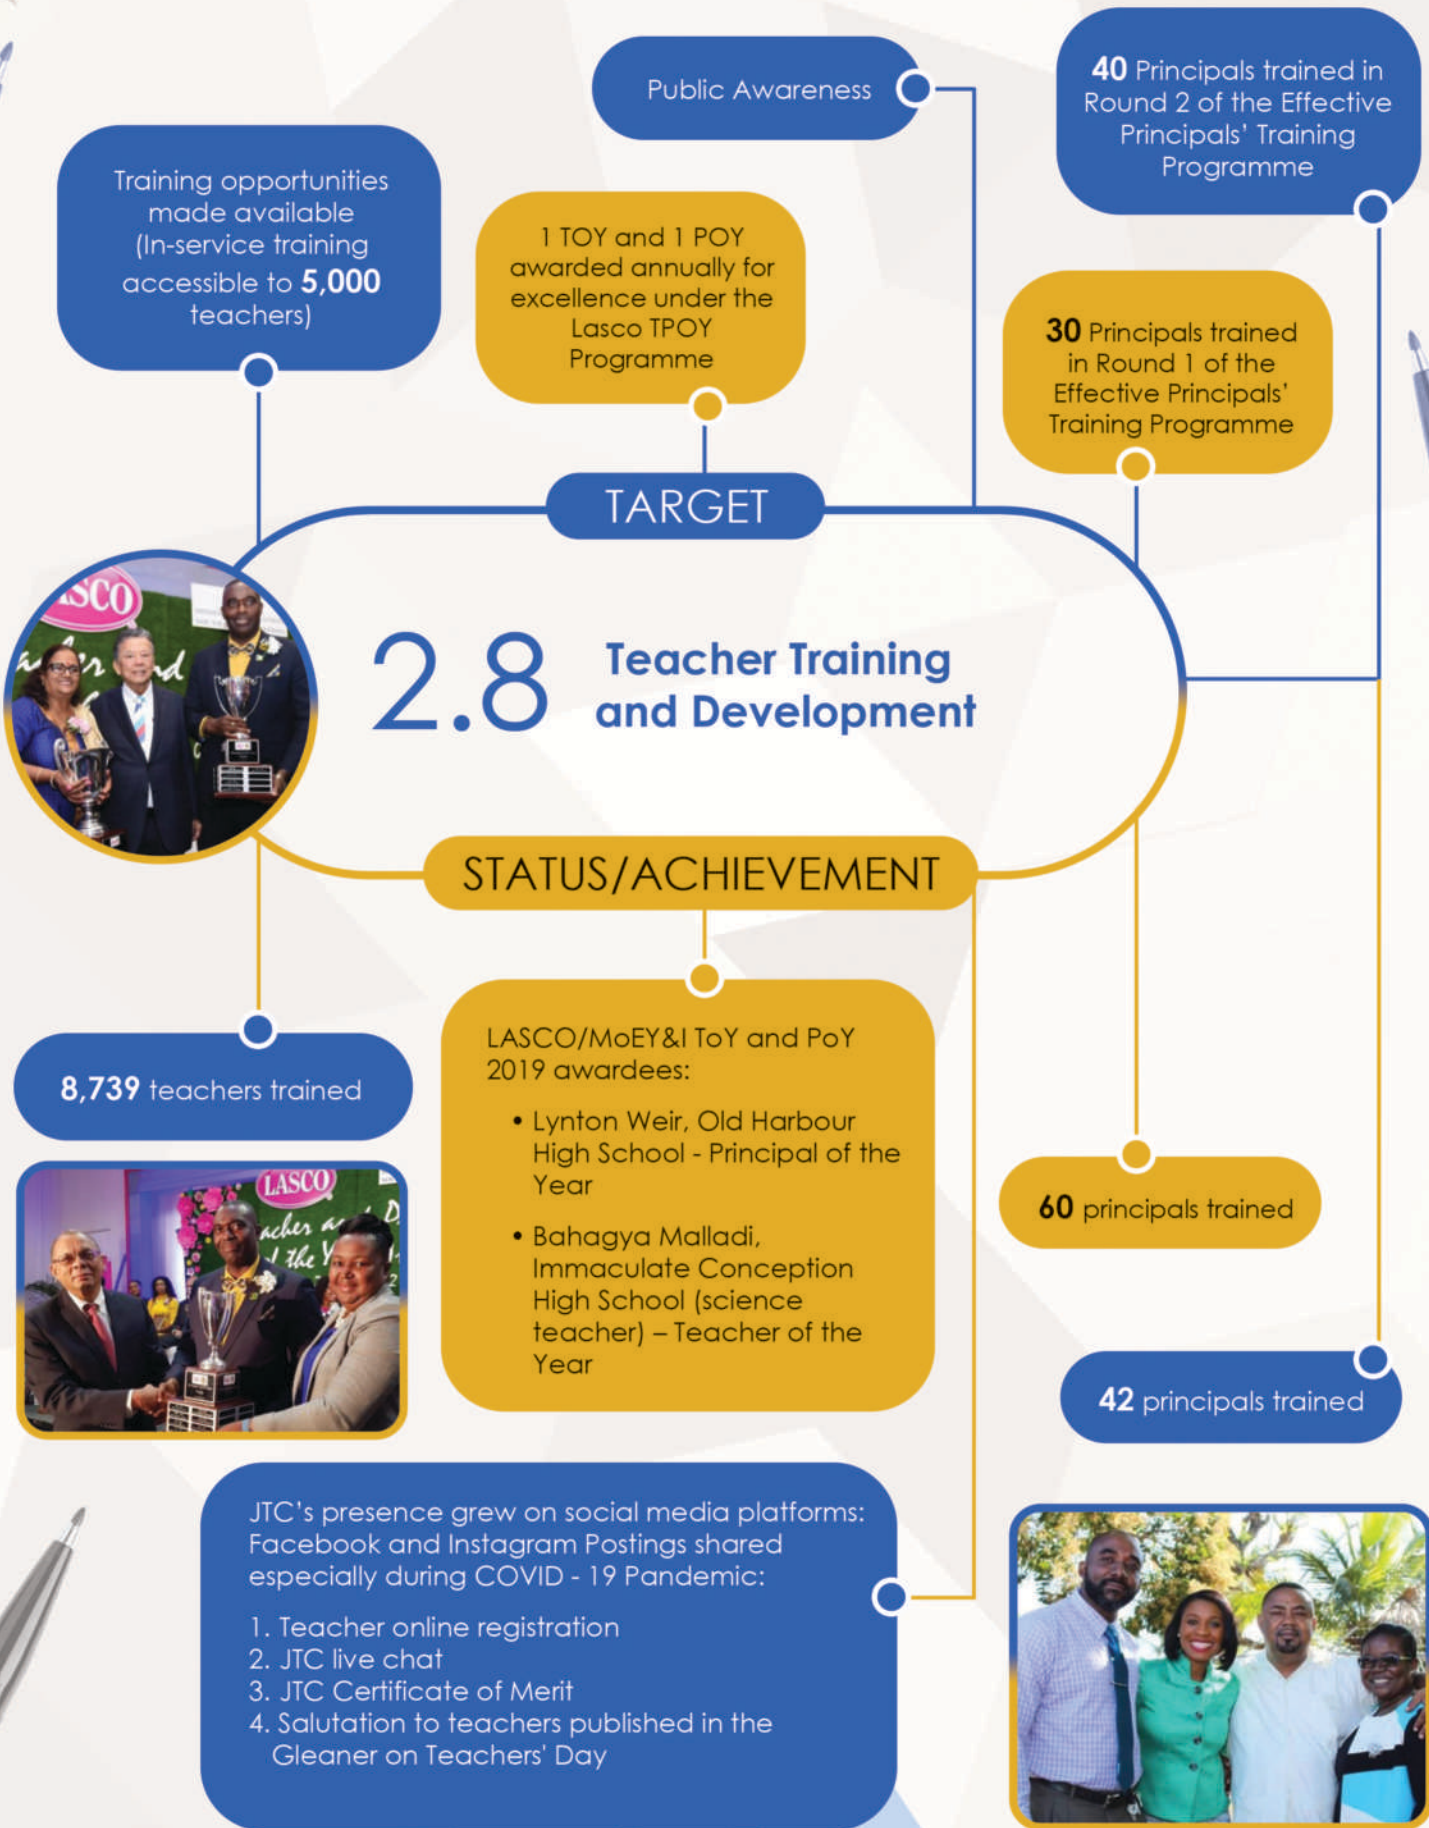 Public Awareness
40 Principals trained in
Round 2 of the Effective
Principals' Training
Programme
Training opportunities
made available
(In-service training
accessible to 5,000
teachers)
1 TOY and 1 POY
awarded annually for
excellence under the
Lasco TPOY
Programme
30 Principals trained
in Round 1 of the
Effective Principals'
Training Programme
TARGET
2.8
Teacher Training
and Development
STATUS/ACHIEVEMENT
8,739 teachers trained
LASCO
LASCO/MoEY&I ToY and PoY
2019 awardees:
• Lynton Weir, Old Harbour
High School - Principal of the
Year
• Bahagya Malladi,
Immaculate Conception
High School (science
teacher) – Teacher of the
Year
60 principals trained
42 principals trained
JTC's presence grew on social media platforms:
Facebook and Instagram Postings shared
especially during COVID - 19 Pandemic:
1. Teacher online registration
2. JTC live chat
3. JTC Certificate of Merit
4. Salutation to teachers published in the
Gleaner on Teachers' Day